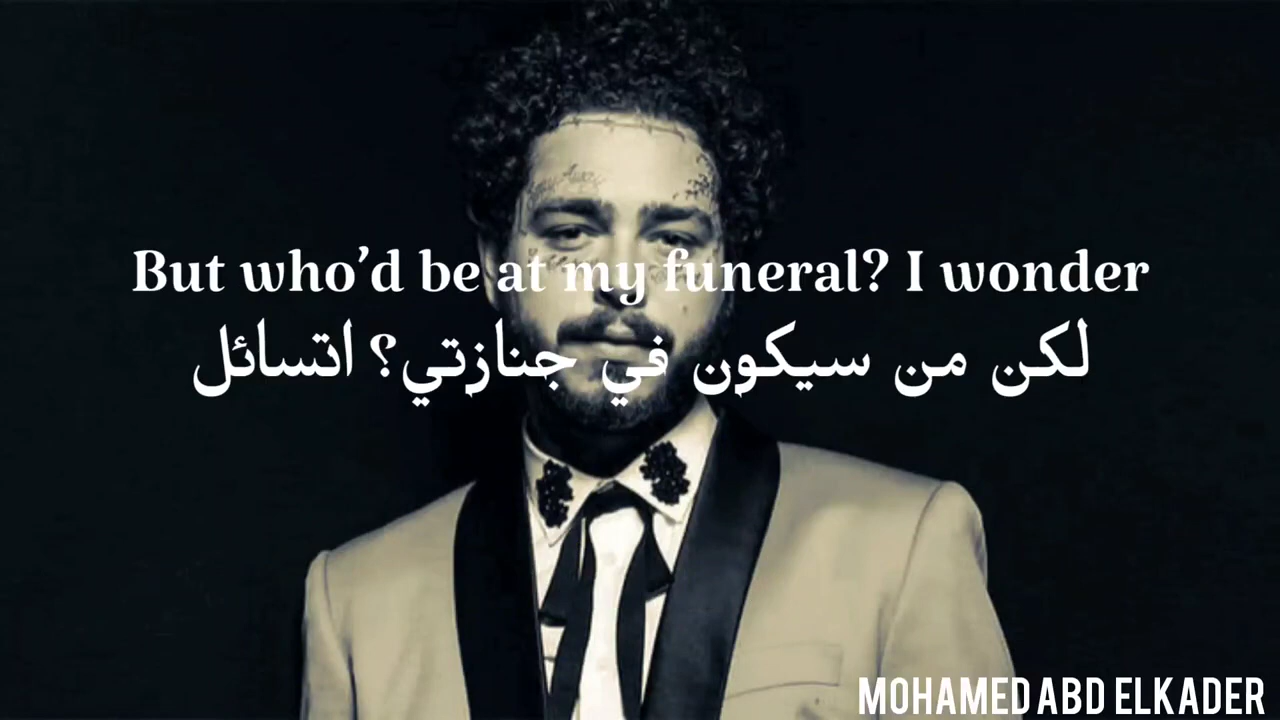 But who'd be at my funeral? I wonder
لكن من سيكون في جنازتي؟ اتسائل
MOHAMED ABD ELKADER